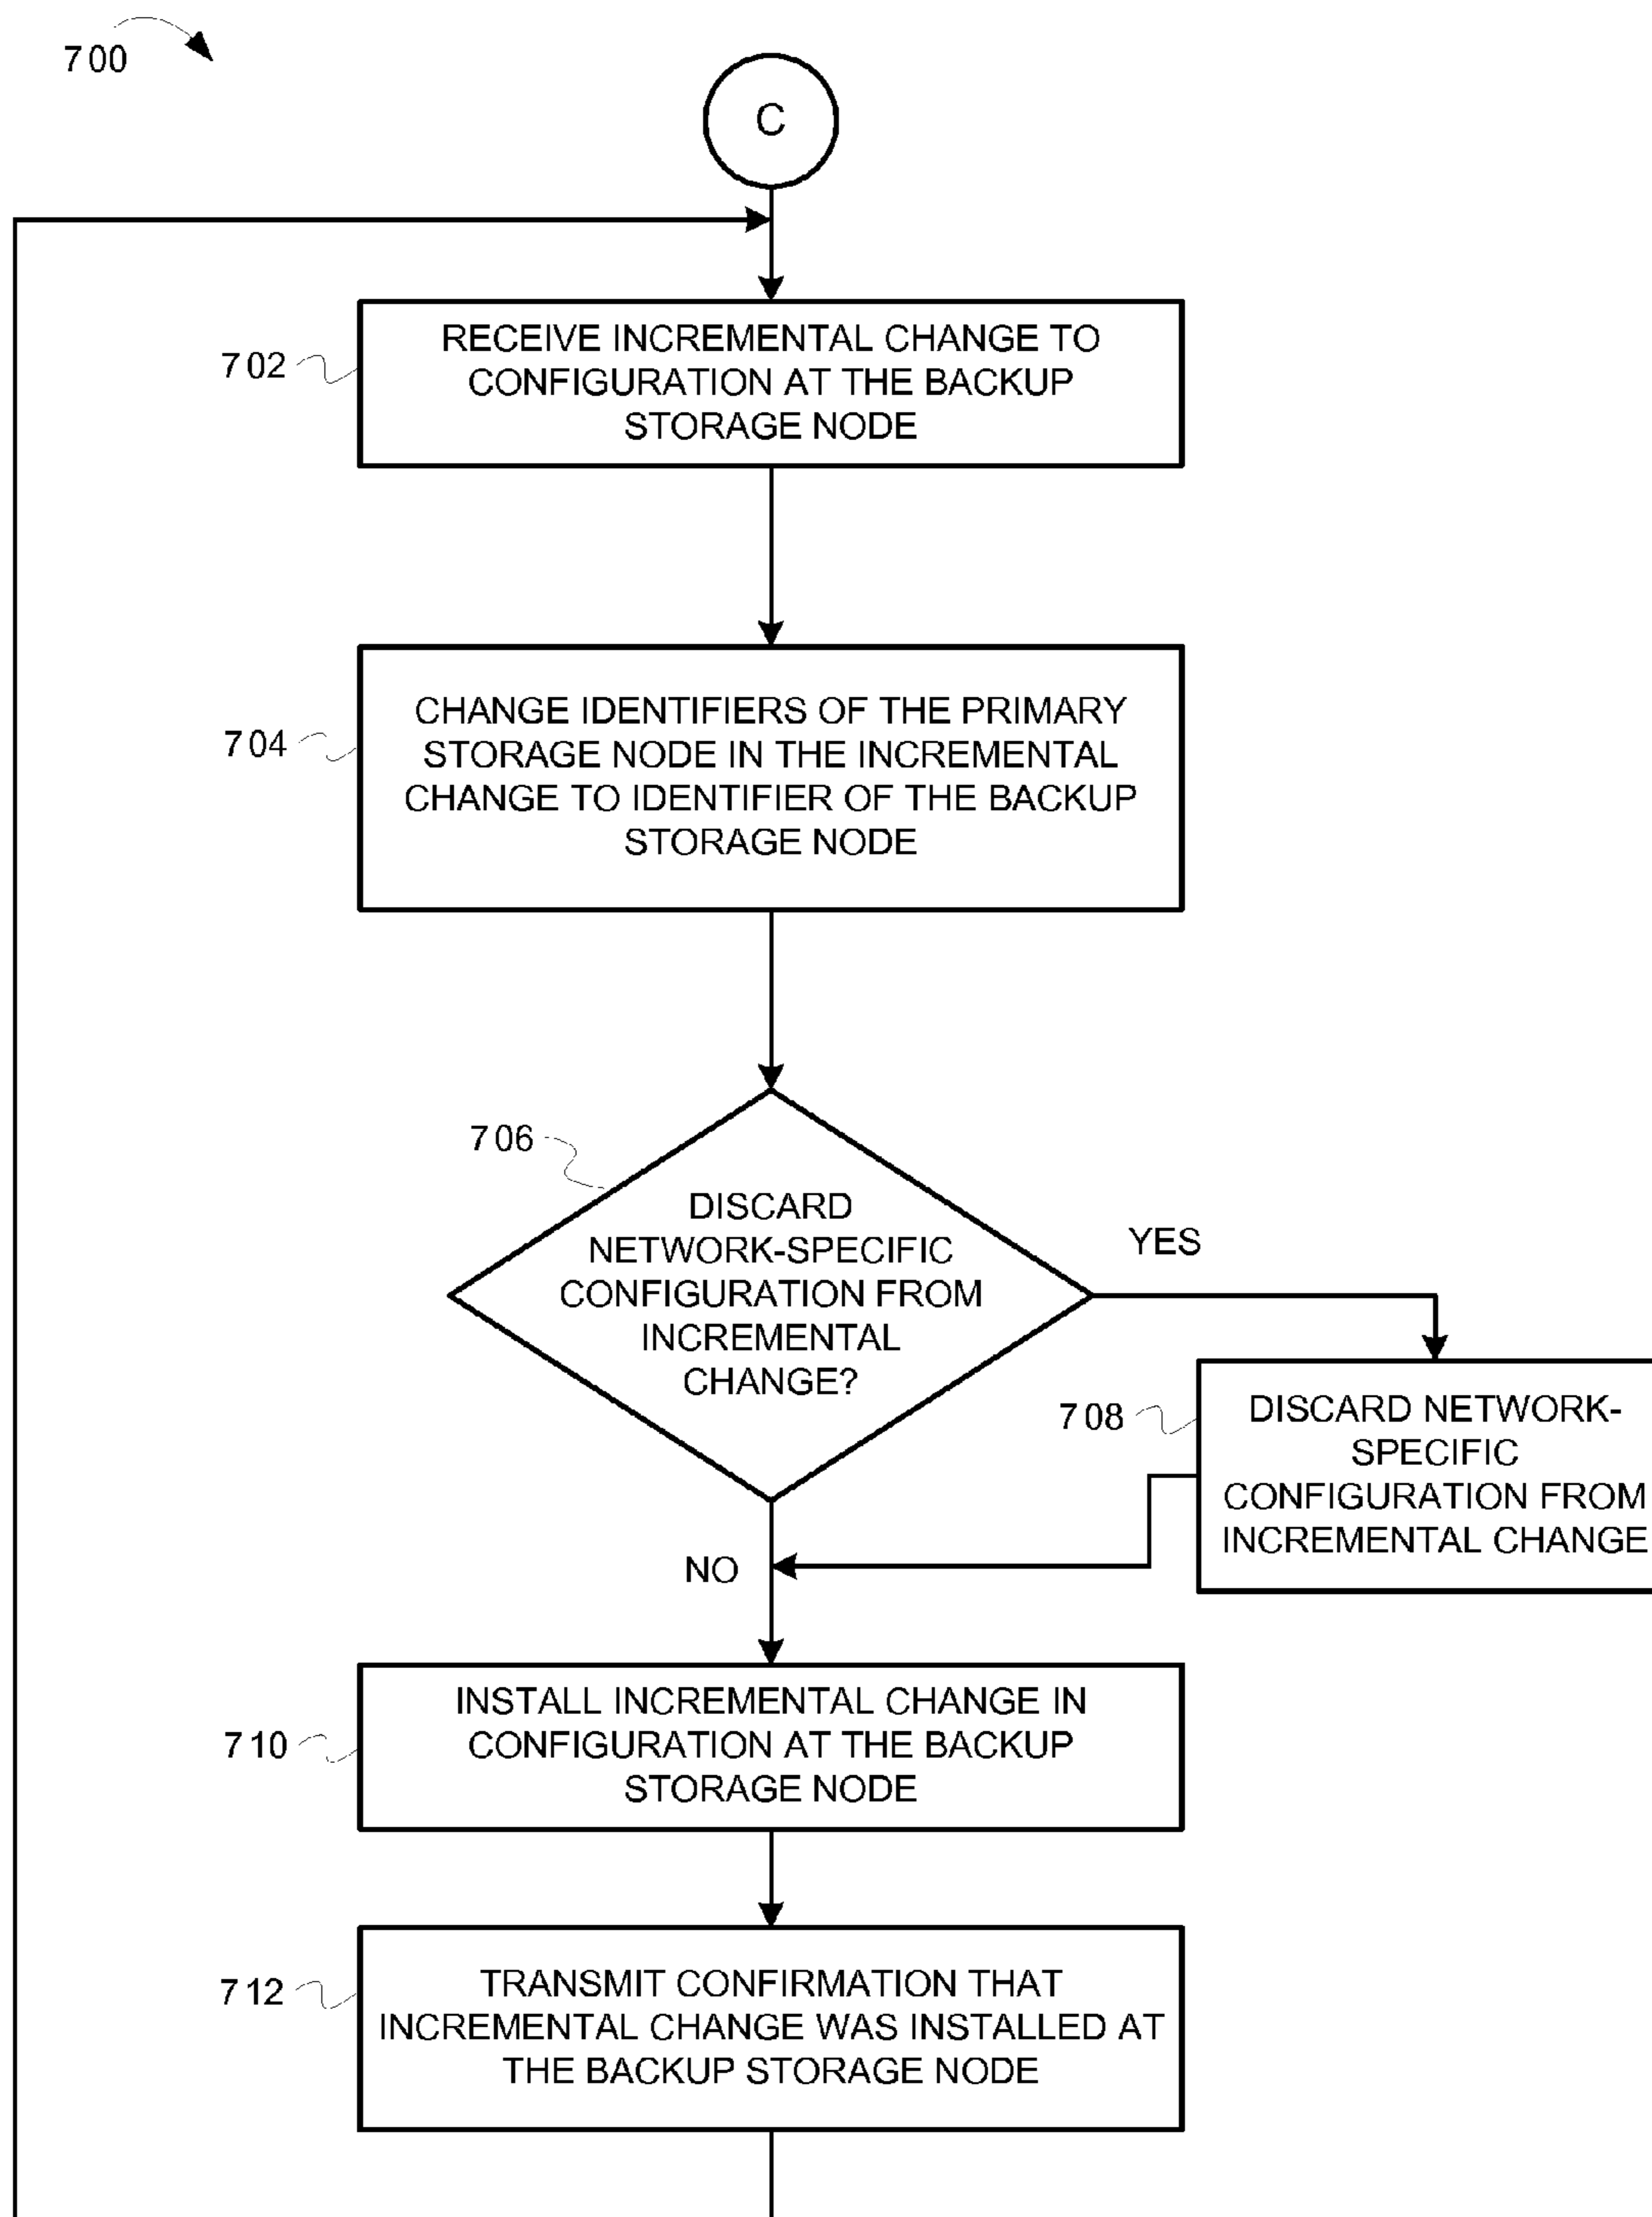 700
C
702
RECEIVE INCREMENTAL CHANGE TO
CONFIGURATION AT THE BACKUP
STORAGE NODE
704
CHANGE IDENTIFIERS OF THE PRIMARY
STORAGE NODE IN THE INCREMENTAL
CHANGE TO IDENTIFIER OF THE BACKUP
STORAGE NODE
706
DISCARD
NETWORK-SPECIFIC
CONFIGURATION FROM
INCREMENTAL
CHANGE?
YES
708
DISCARD NETWORK-
SPECIFIC
CONFIGURATION FROM
INCREMENTAL CHANGE
NO
710
INSTALL INCREMENTAL CHANGE IN
CONFIGURATION AT THE BACKUP
STORAGE NODE
712
TRANSMIT CONFIRMATION THAT
INCREMENTAL CHANGE WAS INSTALLED AT
THE BACKUP STORAGE NODE